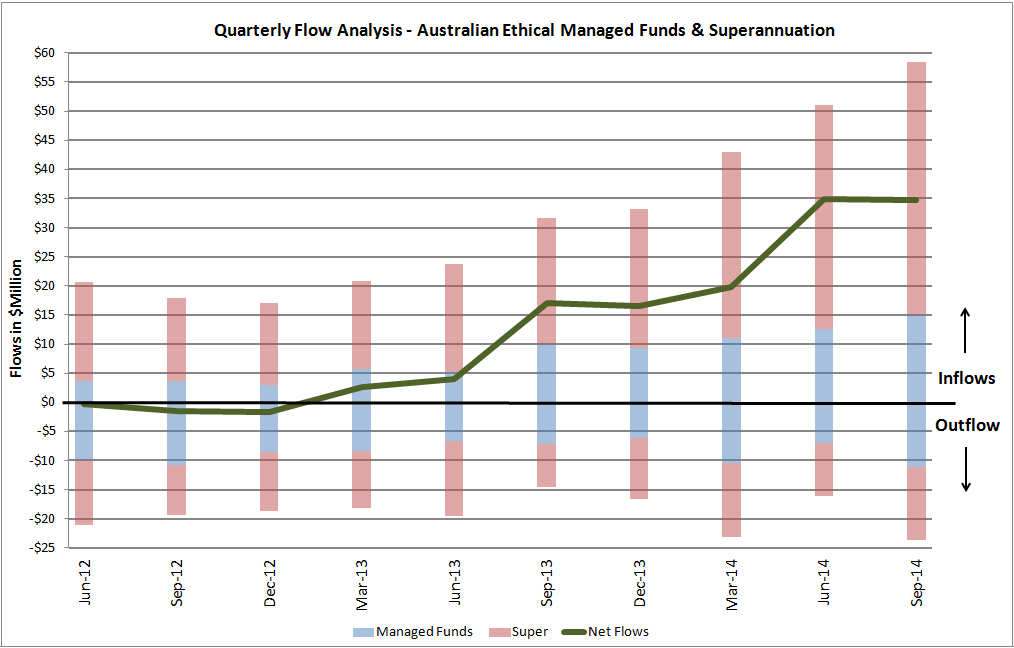 Quarterly Flow Analysis - Australian Ethical Managed Funds & Superannuation
Flows in $Million
$60
$55
$50
$45
$40
$35
$30
$25
$20
$15
$10
$5
$0
-$5
-$10
-$15
-$20
-$25
Inflows
Outflow
Jun-12
Sep-12
Dec-12
Mar-13
Jun-13
Sep-13
Dec-13
Mar-14
Jun-14
Sep-14
Managed Funds
Super
Net Flows